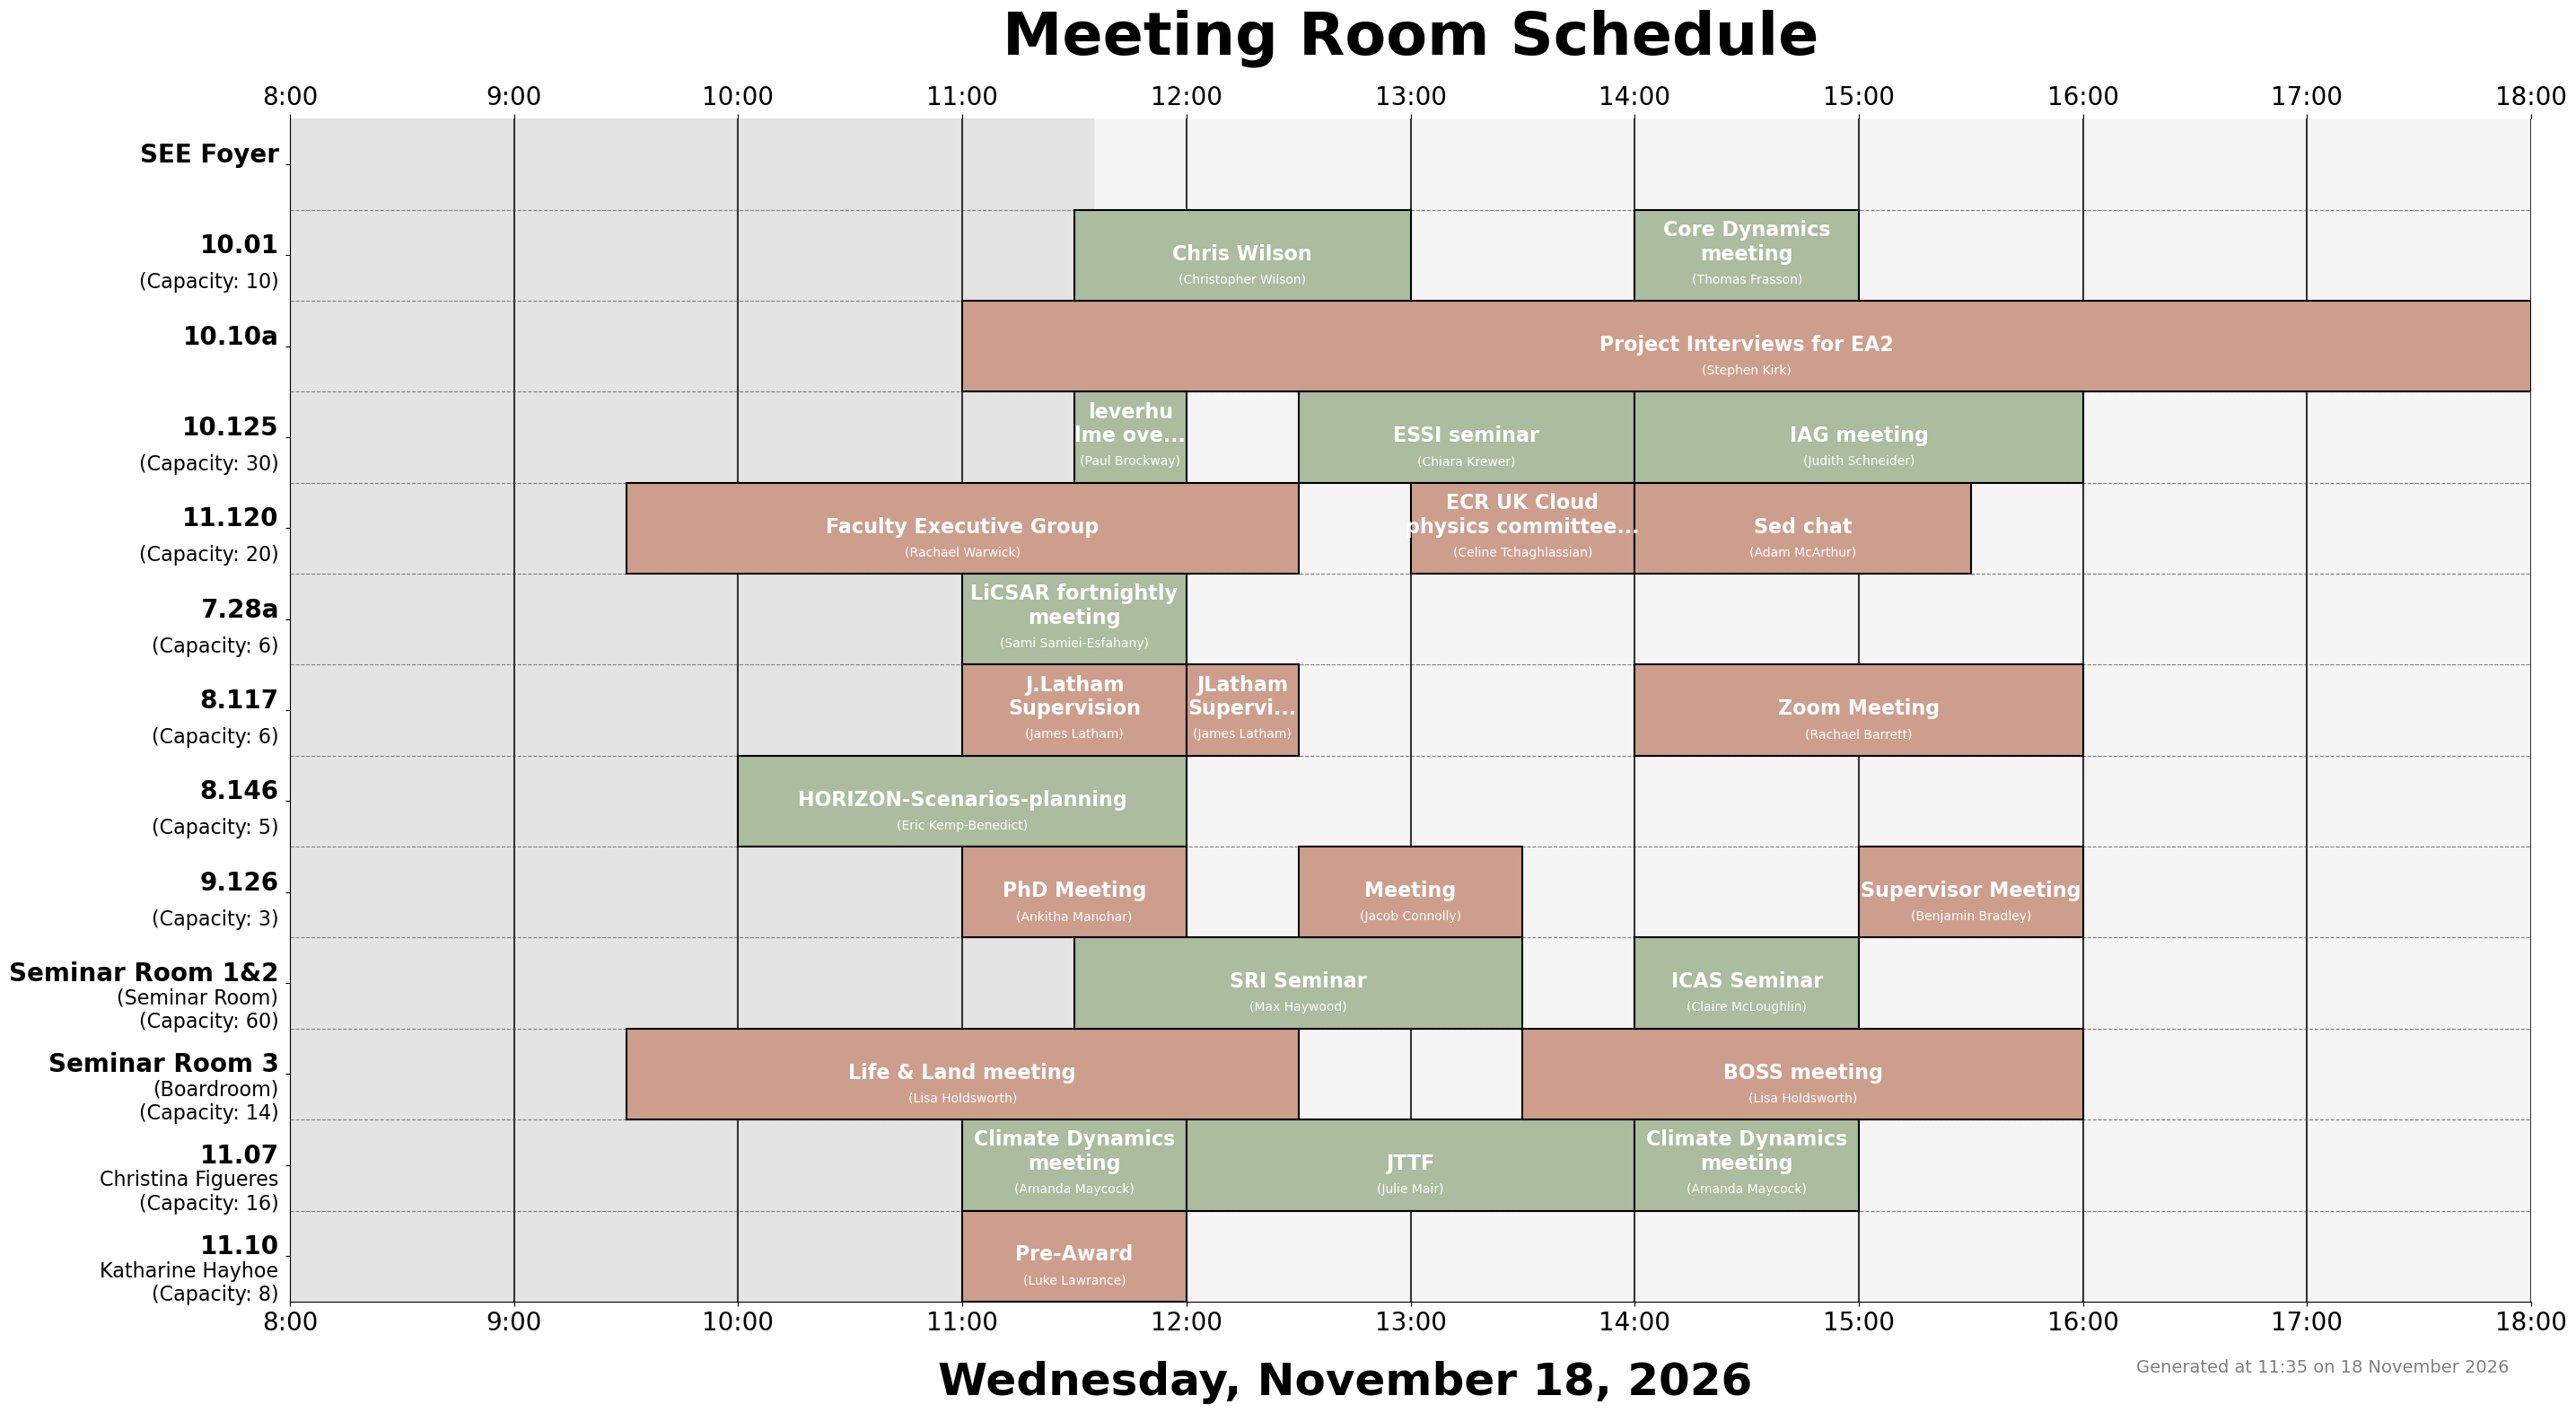 Meeting Room Schedule
8:00 9:00 10:00 11:00 12:00 13:00 14:00 15:00 16:00 17:00 18:00
SEE Foyer
10.01
(Capacity: 10)
Chris Wilson
(Christopher Wilson)
Core Dynamics
meeting
(Thomas Frasson)
10.10a
Project Interviews for EA2
(Stephen Kirk)
10.125
(Capacity: 30)
leverhu
lme ove...
(Paul Brockway)
ESSI seminar
(Chiara Krewer)
IAG meeting
(Judith Schneider)
11.120
(Capacity: 20)
Faculty Executive Group
(Rachael Warwick)
ECR UK Cloud
physics committee...
(Celine Tchaghlassian)
Sed chat
(Adam McArthur)
7.28a
(Capacity: 6)
LiCSAR fortnightly
meeting
(Sami Samiei-Esfahany)
8.117
(Capacity: 6)
J.Latham
Supervision
(James Latham)
JLatham
Supervi...
(James Latham)
Zoom Meeting
(Rachael Barrett)
8.146
(Capacity: 5)
HORIZON-Scenarios-planning
(Eric Kemp-Benedict)
9.126
(Capacity: 3)
PhD Meeting
(Ankitha Manohar)
Meeting
(Jacob Connolly)
Supervisor Meeting
(Benjamin Bradley)
Seminar Room 1&2
(Seminar Room)
(Capacity: 60)
SRI Seminar
(Max Haywood)
ICAS Seminar
(Claire McLoughlin)
Seminar Room 3
(Boardroom)
(Capacity: 14)
Life & Land meeting
(Lisa Holdsworth)
BOSS meeting
(Lisa Holdsworth)
11.07
Christina Figueres
(Capacity: 16)
Climate Dynamics
meeting
(Amanda Maycock)
JTTF
(Julie Mair)
Climate Dynamics
meeting
(Amanda Maycock)
11.10
Katharine Hayhoe
(Capacity: 8)
Pre-Award
(Luke Lawrance)
8:00 9:00 10:00 11:00 12:00 13:00 14:00 15:00 16:00 17:00 18:00
Wednesday, November 18, 2026
Generated at 11:35 on 18 November 2026